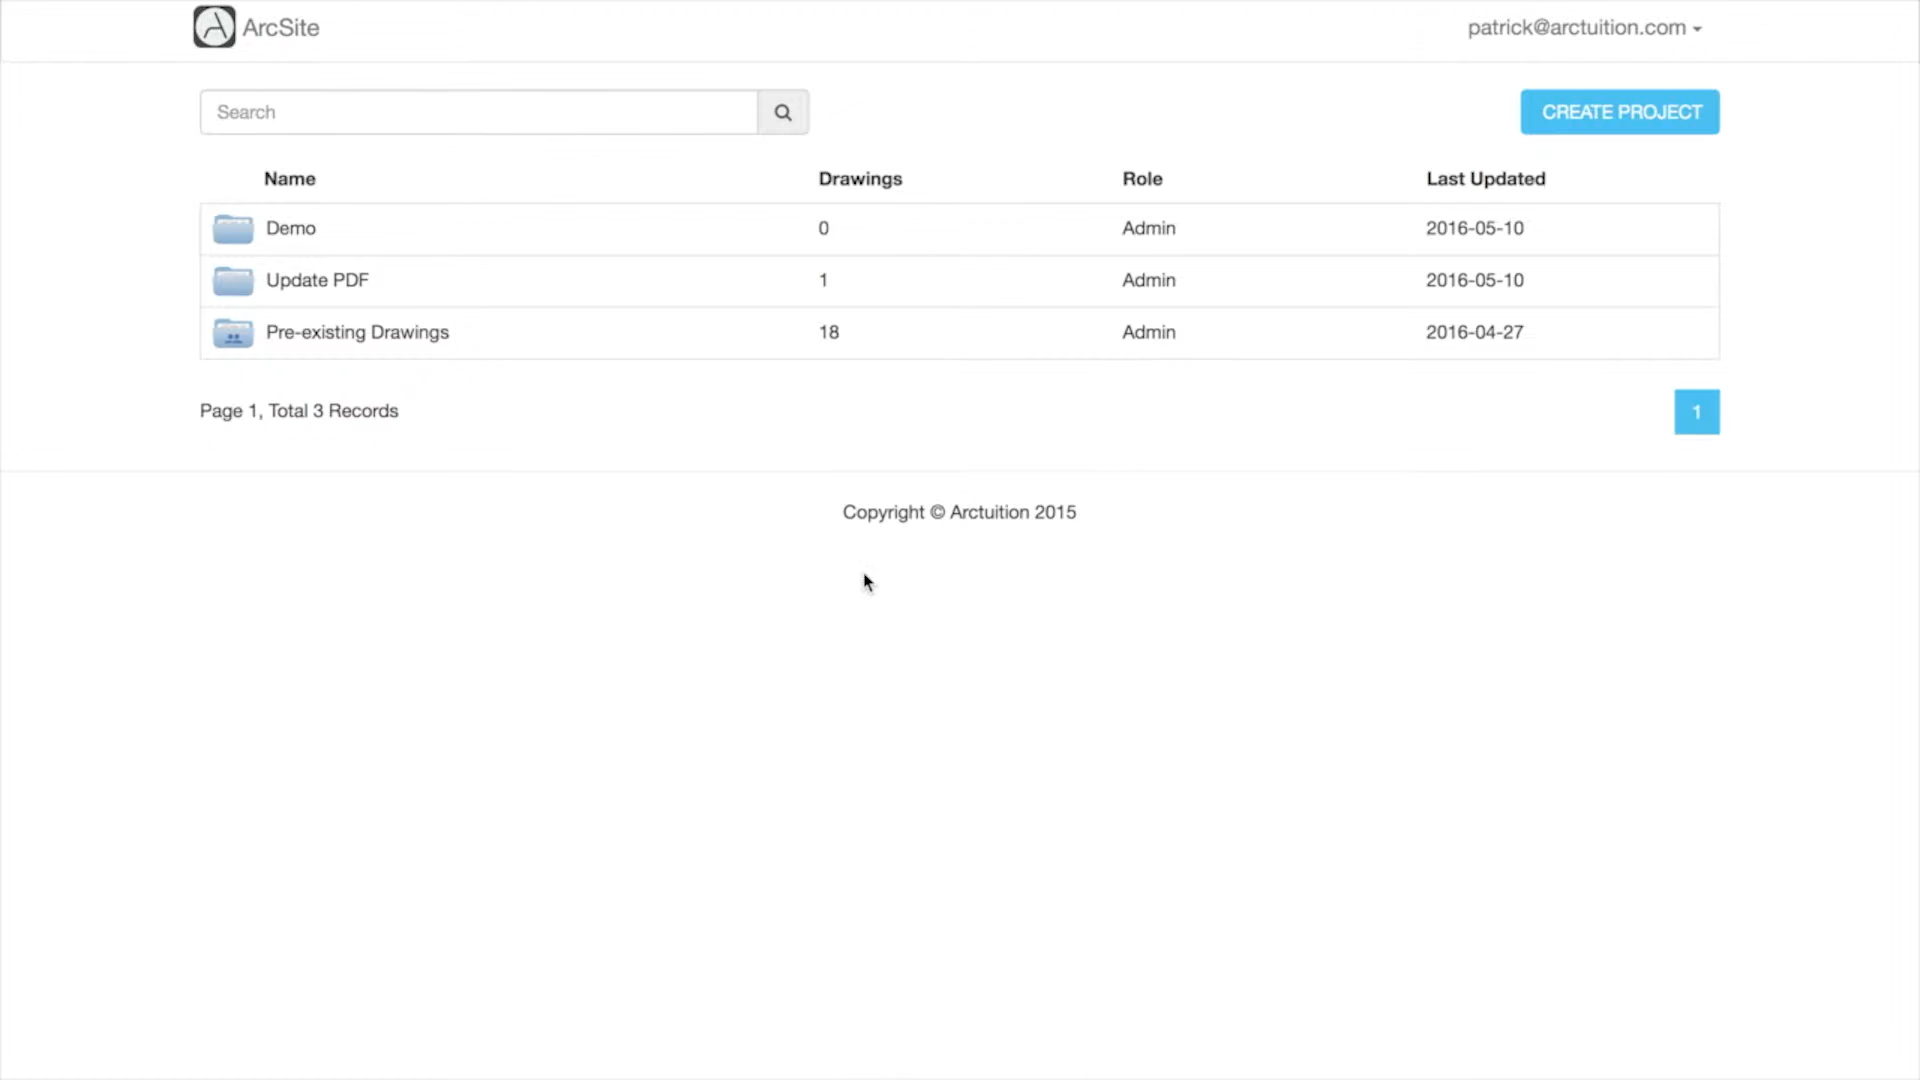 ArcSite
patrick@arctuition.com
Search
CREATE PROJECT
Name Drawings Role Last Updated
Demo 0 Admin 2016-05-10
Update PDF 1 Admin 2016-05-10
Pre-existing Drawings 18 Admin 2016-04-27
Page 1, Total 3 Records
1
Copyright © Arctuition 2015